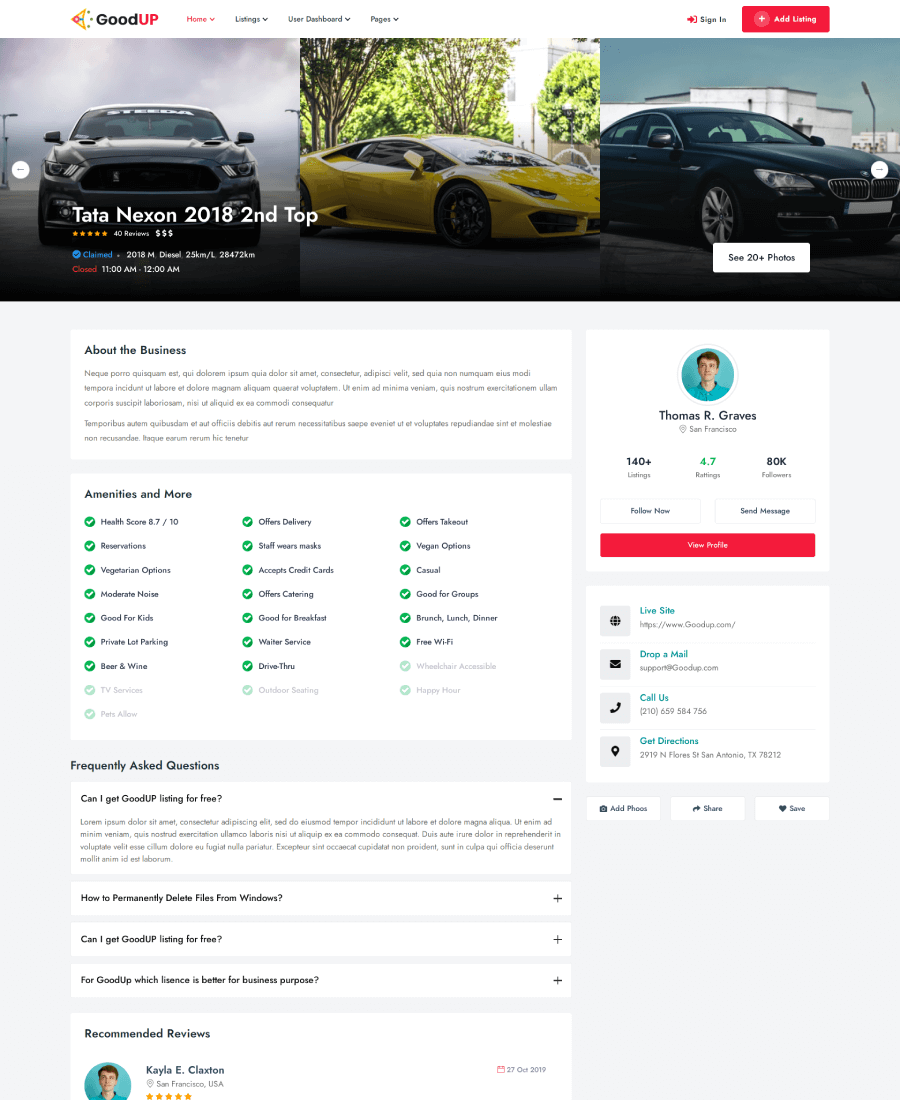 GoodUP
Home
Listings
User Dashboard
Pages
Sign In
Add Listing
STEEDA
Tata Nexon 2018 2nd Top
40 Reviews $$$
Claimed • 2018 M. Diesel, 25km/L, 28472km
Closed 11:00 AM - 12:00 AM
See 20+ Photos
About the Business
Neque porro quisquam est, qui dolorem ipsum quia dolor sit amet, consectetur, adipisci velit, sed quia non numquam eius modi
tempora incidunt ut labore et dolore magnam aliquam quaerat voluptatem. Ut enim ad minima veniam, quis nostrum exercitationem ullam
corporis suscipit laboriosam, nisi ut aliquid ex ea commodi consequatur
Temporibus autem quibusdam et aut officiis debitis aut rerum necessitatibus saepe eveniet ut et voluptates repudiandae sint et molestiae
non recusandae. Itaque earum rerum hic tenetur
Amenities and More
Health Score 8.7 / 10
Offers Delivery
Offers Takeout
Reservations
Staff wears masks
Vegan Options
Vegetarian Options
Accepts Credit Cards
Casual
Moderate Noise
Offers Catering
Good for Groups
Good For Kids
Good for Breakfast
Brunch, Lunch, Dinner
Private Lot Parking
Waiter Service
Free Wi-Fi
Beer & Wine
Drive-Thru
Wheelchair Accessible
TV Services
Outdoor Seating
Happy Hour
Pets Allow
Frequently Asked Questions
Can I get GoodUP listing for free?
Lorem ipsum dolor sit amet, consectetur adipiscing elit, sed do eiusmod tempor incididunt ut labore et dolore magna aliqua. Ut enim ad
minim veniam, quis nostrud exercitation ullamco laboris nisi ut aliquip ex ea commodo consequat. Duis aute irure dolor in reprehenderit in
voluptate velit esse cillum dolore eu fugiat nulla pariatur. Excepteur sint occaecat cupidatat non proident, sunt in culpa qui officia deserunt
mollit anim id est laborum.
How to Permanently Delete Files From Windows?
Can I get GoodUP listing for free?
For GoodUp which lisence is better for business purpose?
Recommended Reviews
Kayla E. Claxton
San Francisco, USA
27 Oct 2019
Thomas R. Graves
San Francisco
140+
Listings
4.7
Rattings
80K
Followers
Follow Now
Send Message
View Profile
Live Site
https://www.Goodup.com/
Drop a Mail
support@Goodup.com
Call Us
(210) 659 584 756
Get Directions
2919 N Flores St San Antonio, TX 78212
Add Phoos
Share
Save